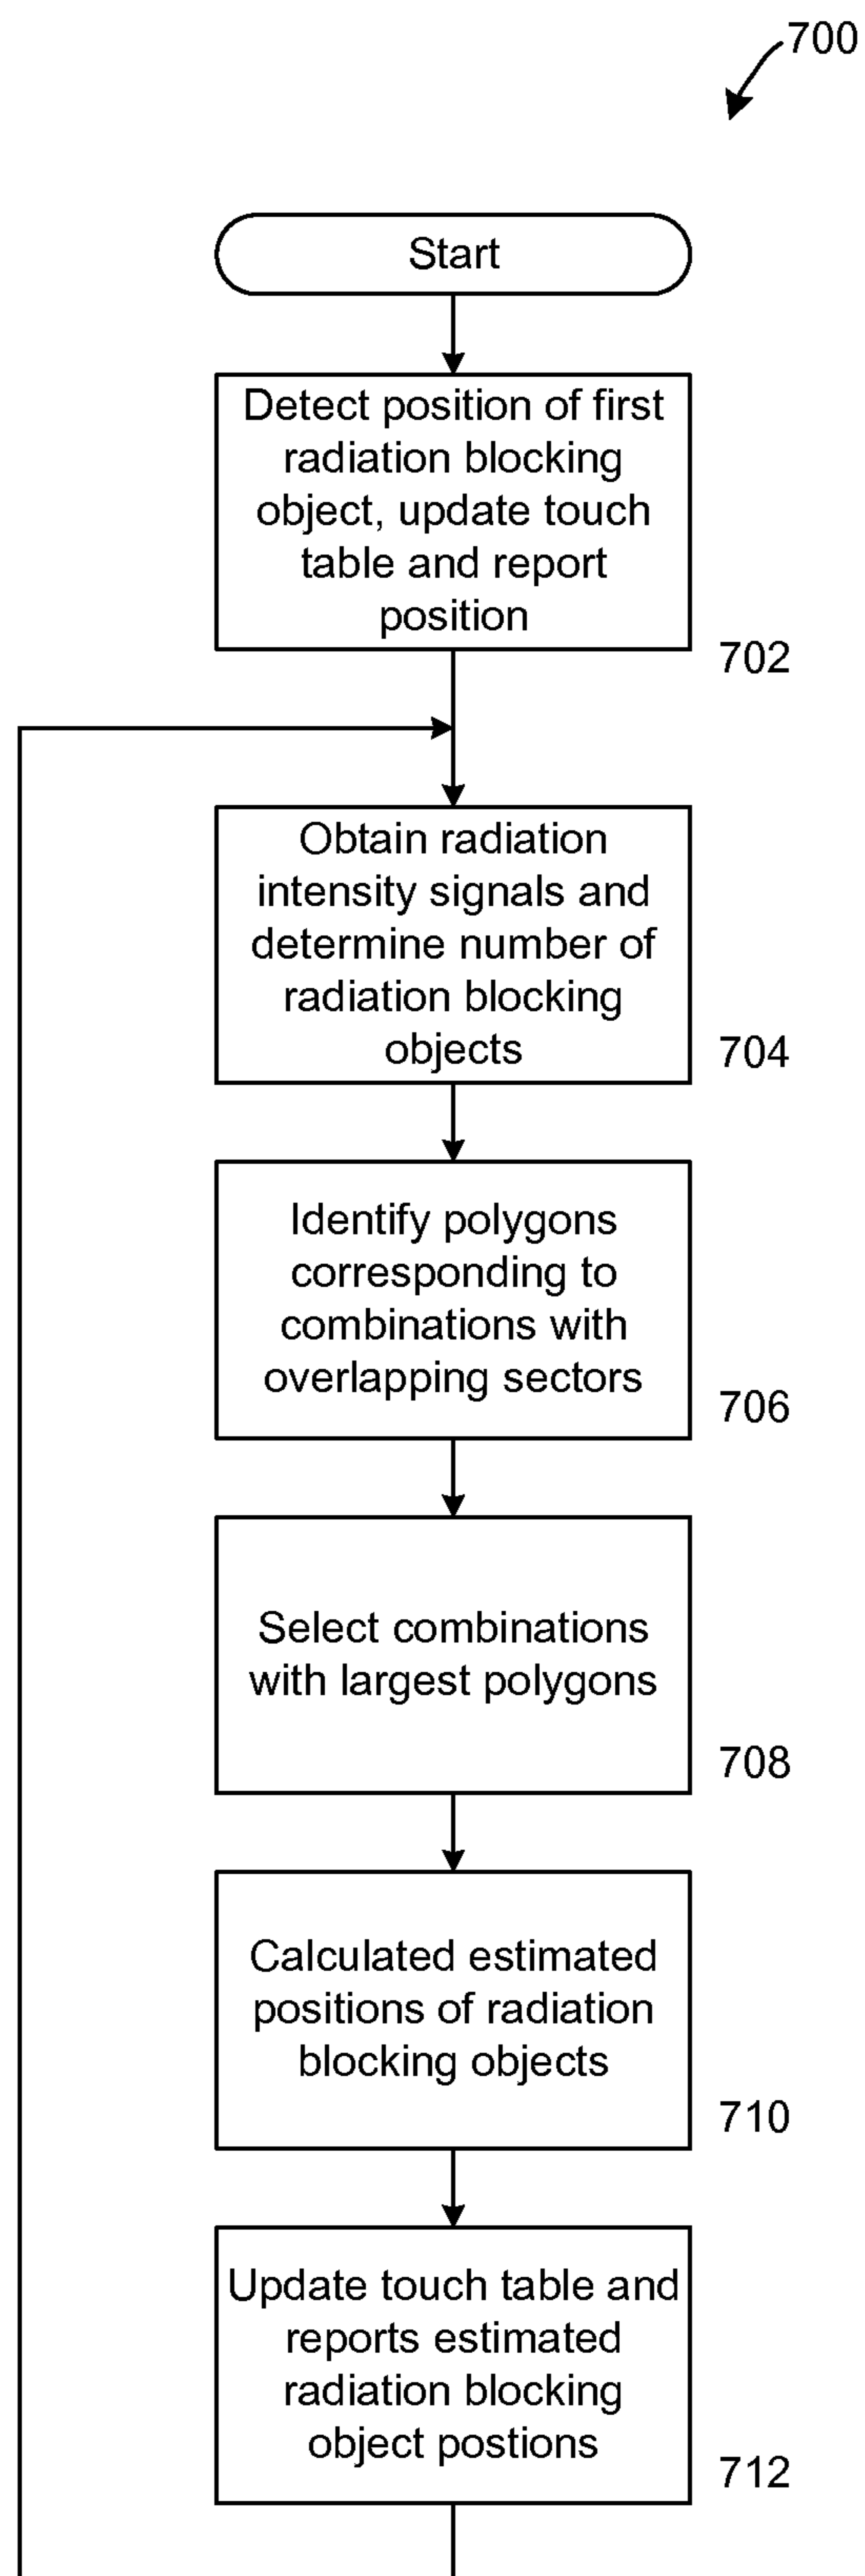 700
Start
Detect position of first
radiation blocking
object, update touch
table and report
position
702
Obtain radiation
intensity signals and
determine number of
radiation blocking
objects
704
Identify polygons
corresponding to
combinations with
overlapping sectors
706
Select combinations
with largest polygons
708
Calculated estimated
positions of radiation
blocking objects
710
Update touch table and
reports estimated
radiation blocking
object postions
712